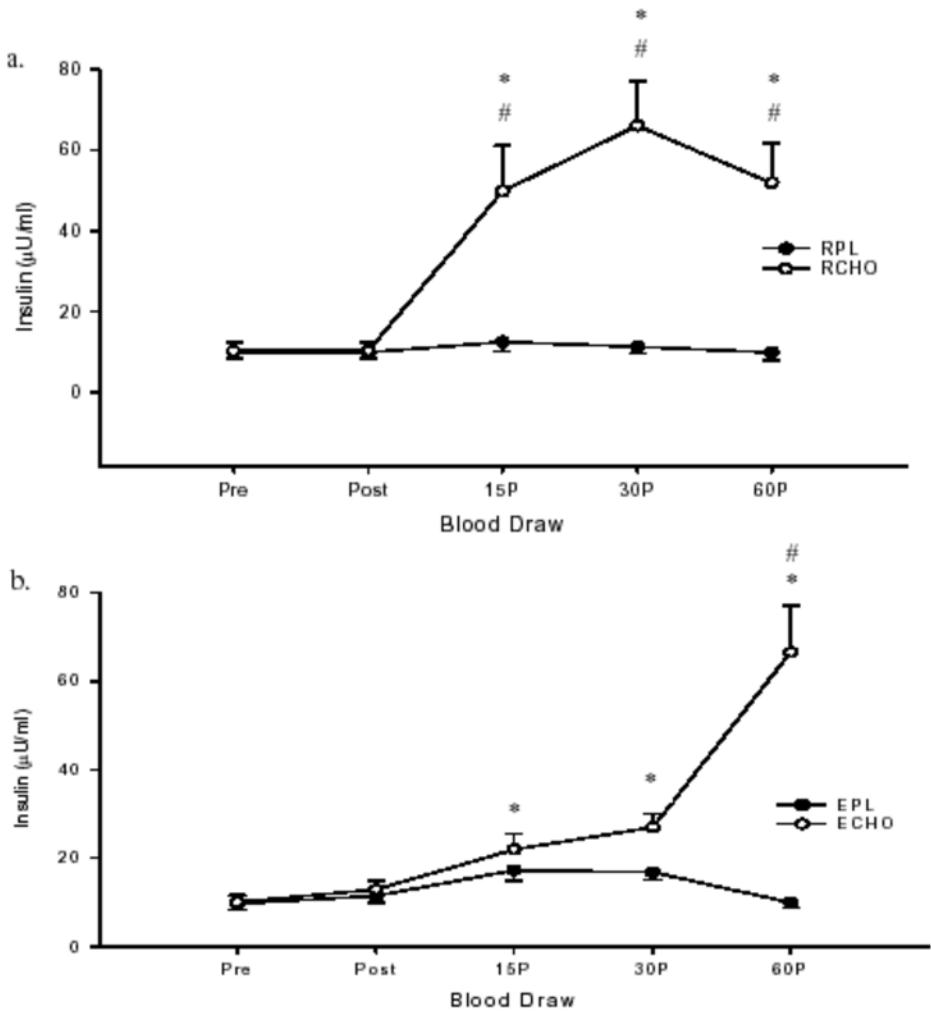 a.
*
#
*
#
*
#
80
60
40
20
0
Insulin (μU/ml)
RPL
RCHO
Pre Post 15P 30P 60P
Blood Draw
b.
#
*
*
*
80
60
40
20
0
Insulin (μU/ml)
EPL
ECHO
Pre Post 15P 30P 60P
Blood Draw